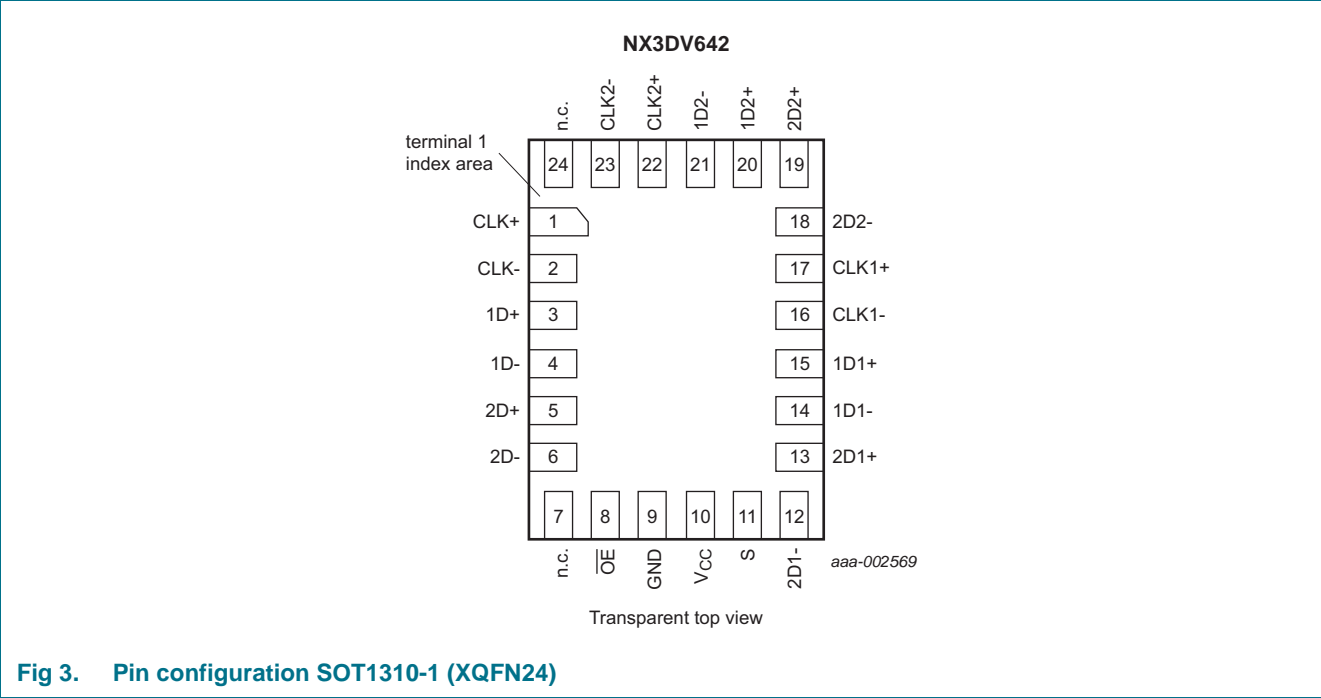 NX3DV642
n.c.
CLK2-
CLK2+
1D2-
1D2+
2D2+
terminal 1
index area
24 23 22 21 20 19
CLK+ 1 18 2D2-
CLK- 2 17 CLK1+
1D+ 3 16 CLK1-
1D- 4 15 1D1+
2D+ 5 14 1D1-
2D- 6 13 2D1+
7 8 9 10 11 12
n.c.
O̅E̅
GND
VCC
S
2D1-
aaa-002569
Transparent top view
Fig 3. Pin configuration SOT1310-1 (XQFN24)